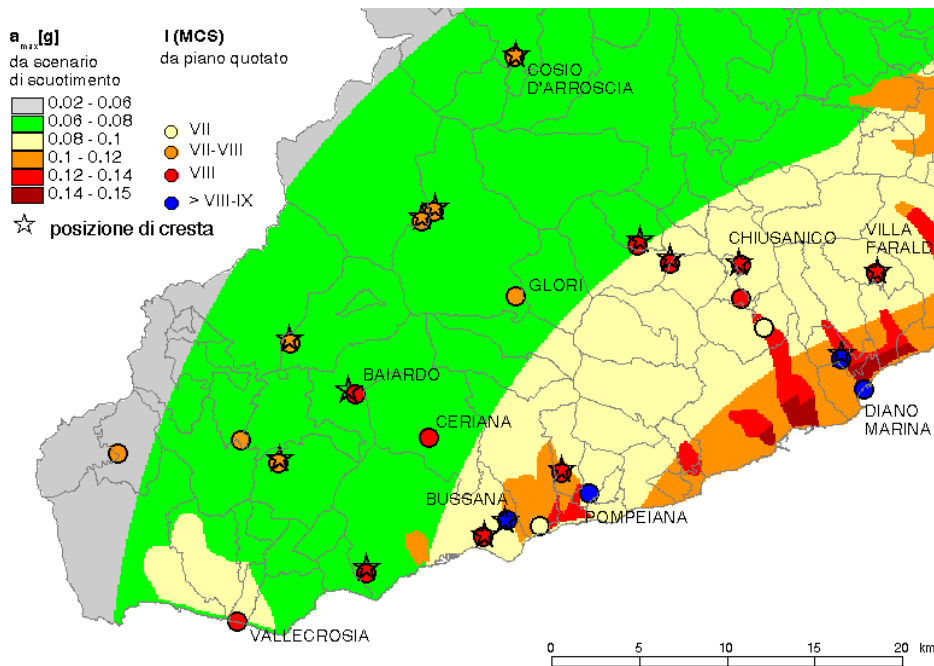 a max[g]
da scenario
di scuotimento
0.02 - 0.06
0.06 - 0.08
0.08 - 0.1
0.1 - 0.12
0.12 - 0.14
0.14 - 0.15
posizione di cresta
I (MCS)
da piano quotato
VII
VII-VIII
VIII
> VIII-IX
COSIO
D'ARROSCIA
CHIUSANICO
VILLA
FARALD
GLORI
BAIARDO
CERIANA
DIANO
MARINA
BUSSANA
POMPEIANA
VALLECROSIA
0 5 10 15 20 km